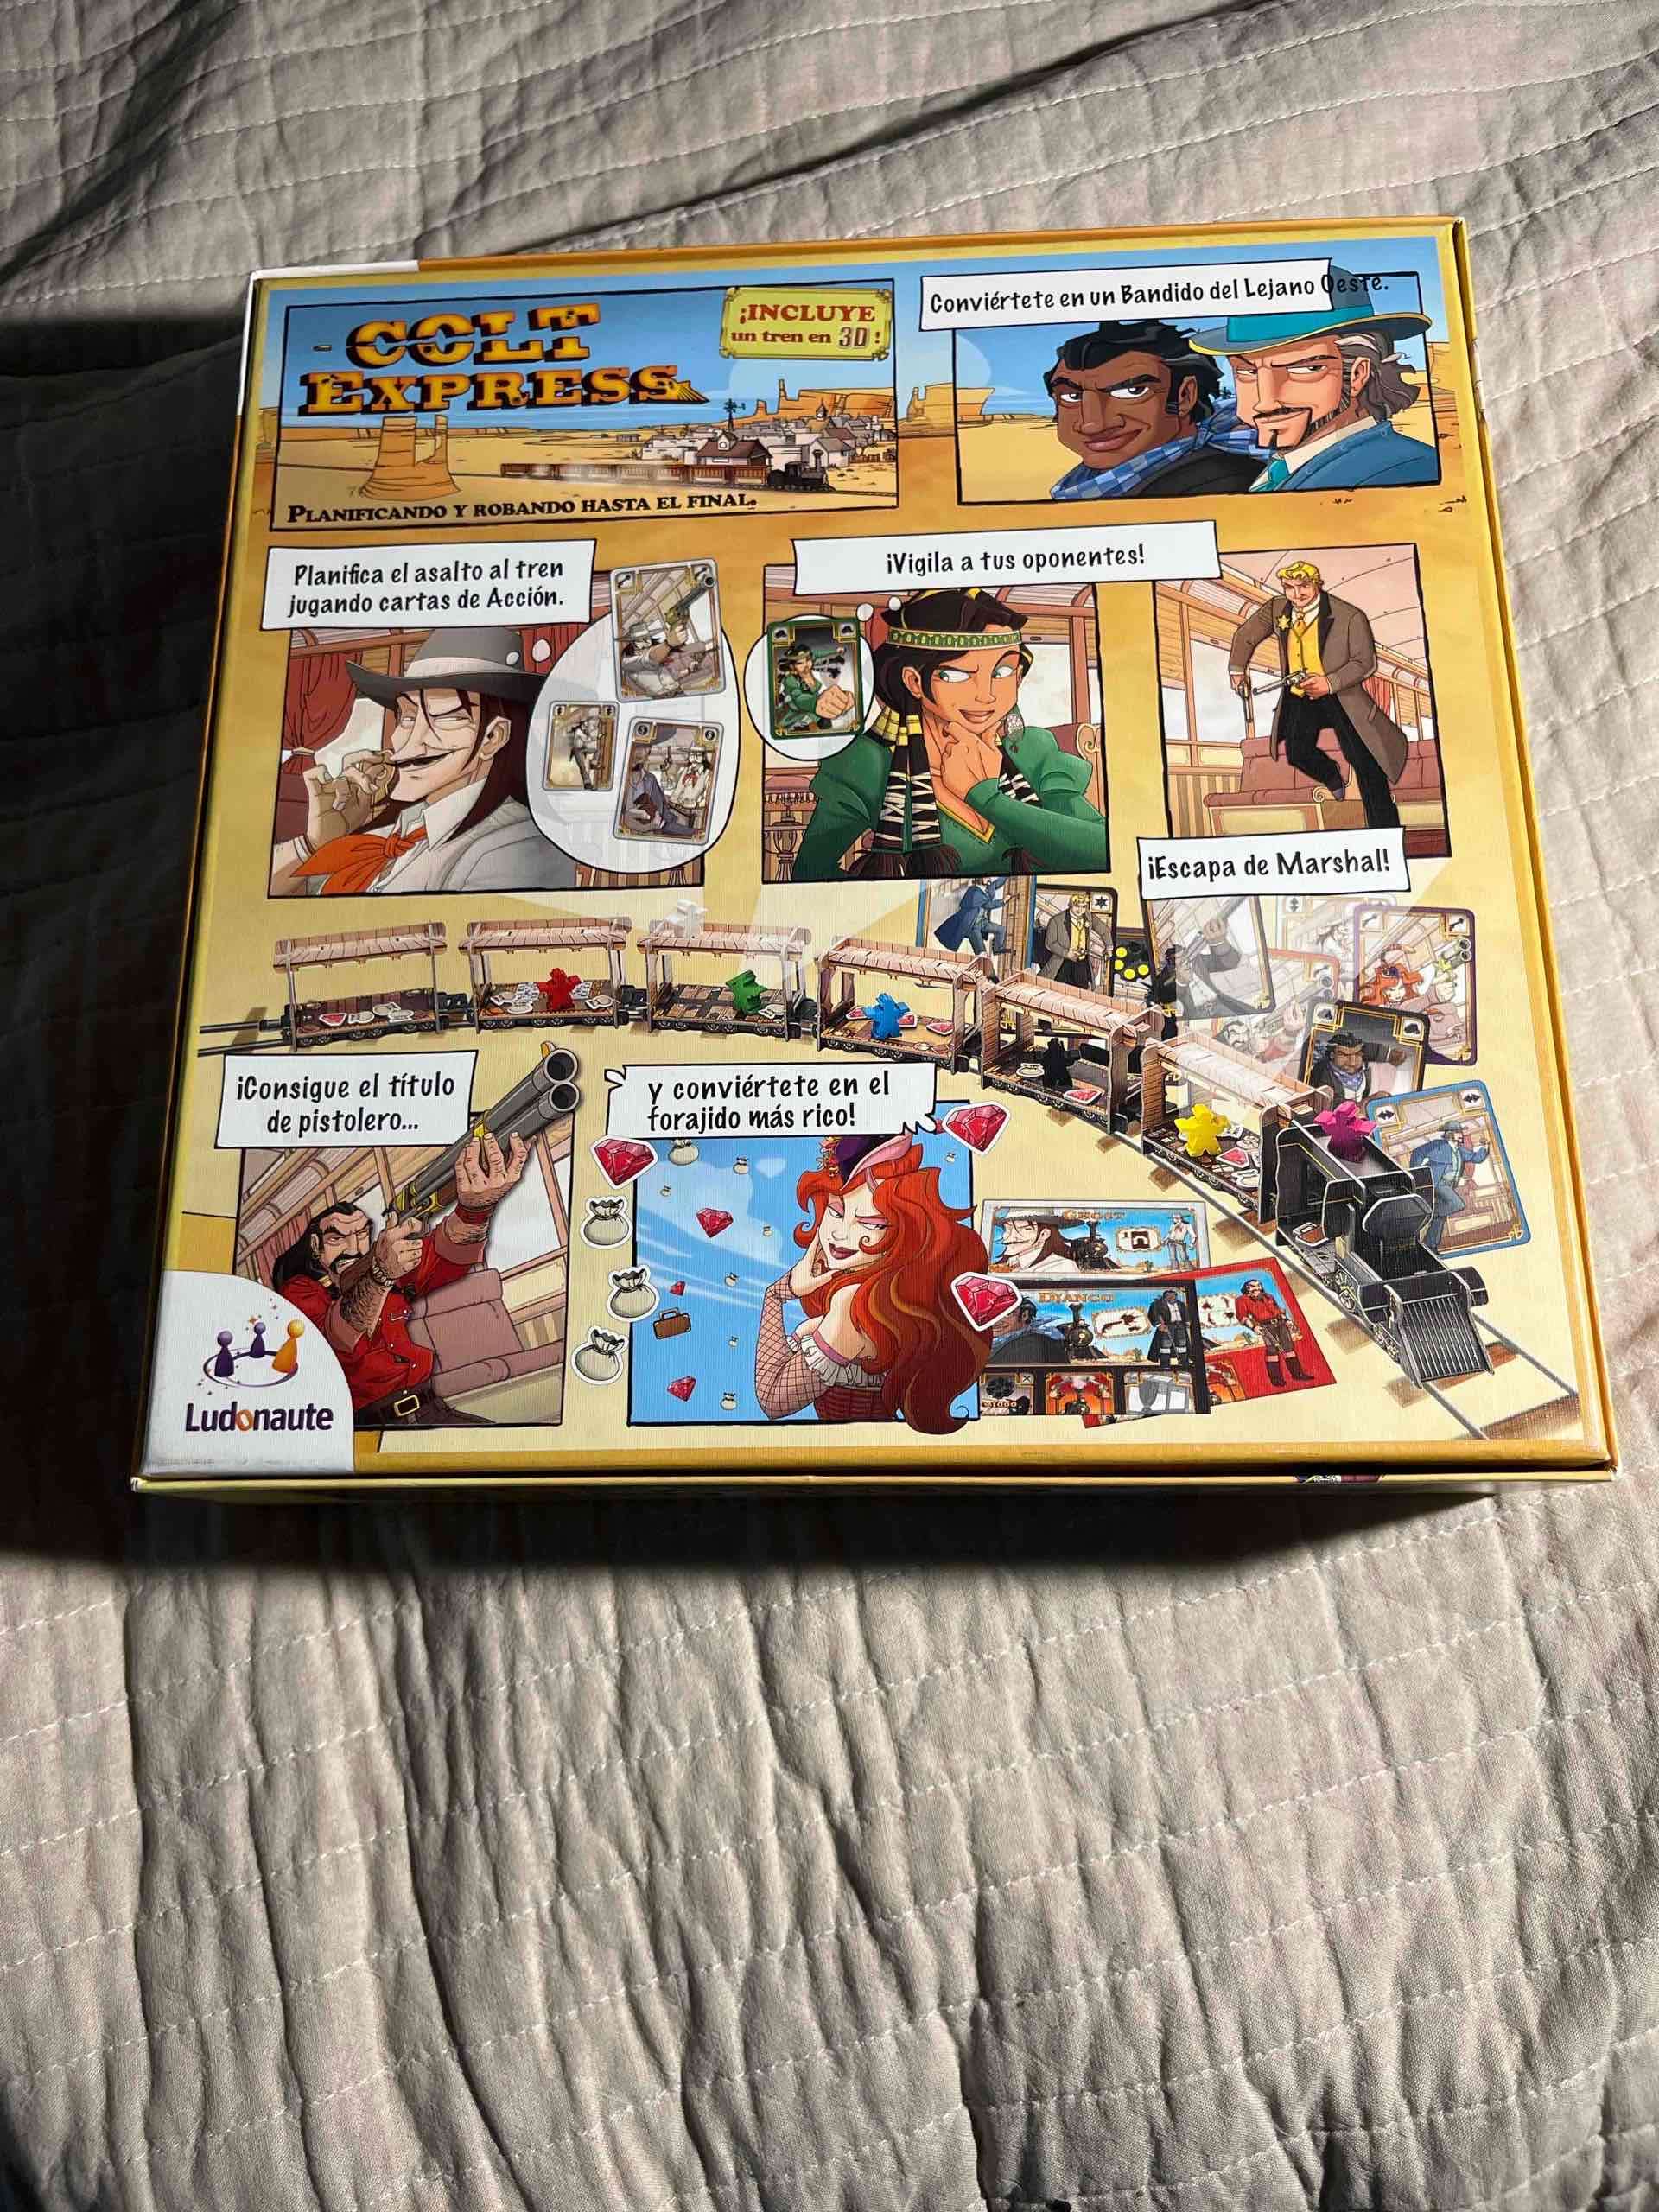 COLT
EXPRESS
¡INCLUYE
un tren en 3D!
PLANIFICANDO Y ROBANDO HASTA EL FINAL.
Conviértete en un Bandido del Lejano Oeste.
Planifica el asalto al tren
jugando cartas de Acción.
¡Vigila a tus oponentes!
¡Escapa de Marshal!
¡Consigue el título
de pistolero...
y conviértete en el
forajido más rico!
GHOST
DJANGO
Ludonaute